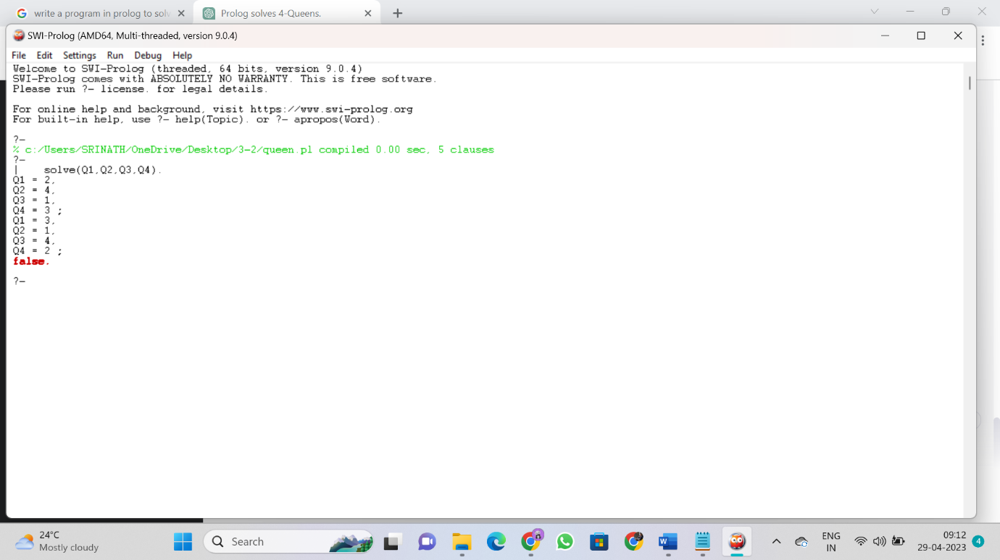 write a program in prolog to solv
Prolog solves 4-Queens.
SWI-Prolog (AMD64, Multi-threaded, version 9.0.4)
File Edit Settings Run Debug Help
Welcome to SWI-Prolog (threaded, 64 bits, version 9.0.4)
SWI-Prolog comes with ABSOLUTELY NO WARRANTY. This is free software.
Please run ?- license. for legal details.
For online help and background, visit https://www.swi-prolog.org
For built-in help, use ?- help(Topic). or ?- apropos(Word).
?-
% c:/Users/SRINATH/OneDrive/Desktop/3-2/queen.pl compiled 0.00 sec, 5 clauses
?-
| solve(Q1,Q2,Q3,Q4).
Q1 = 2,
Q2 = 4,
Q3 = 1,
Q4 = 3 ;
Q1 = 3,
Q2 = 1,
Q3 = 4,
Q4 = 2 ;
false.
?-
24°C
Mostly cloudy
Search
ENG
IN
09:12
29-04-2023
4